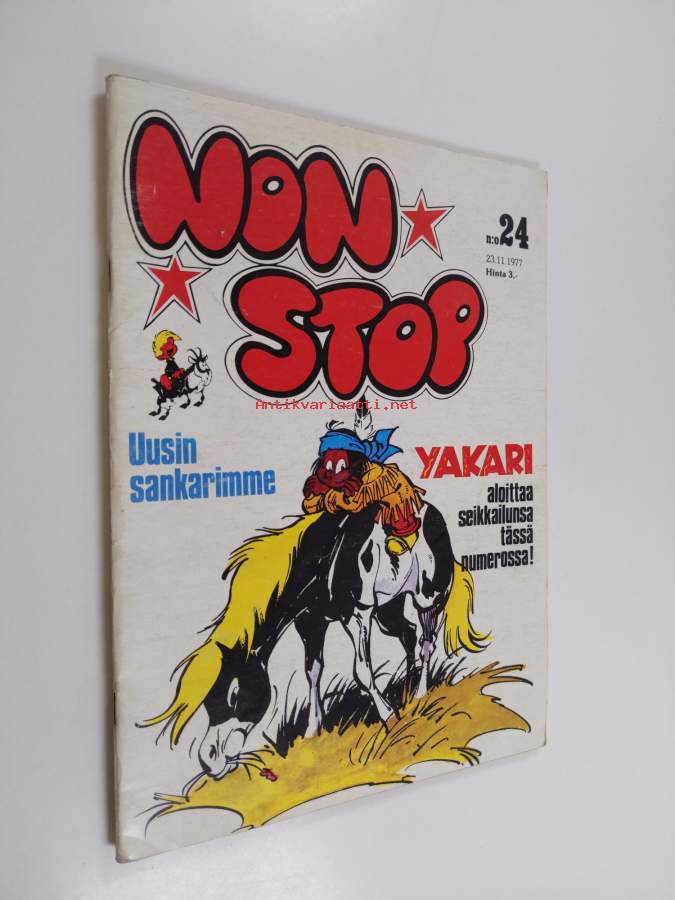 NON
STOP
n:o 24
23.11.1977
Hinta 3,-
Antikvariaatti.net
Uusin
sankarimme
YAKARI
aloittaa
seikkailunsa
tässä
numerossa!